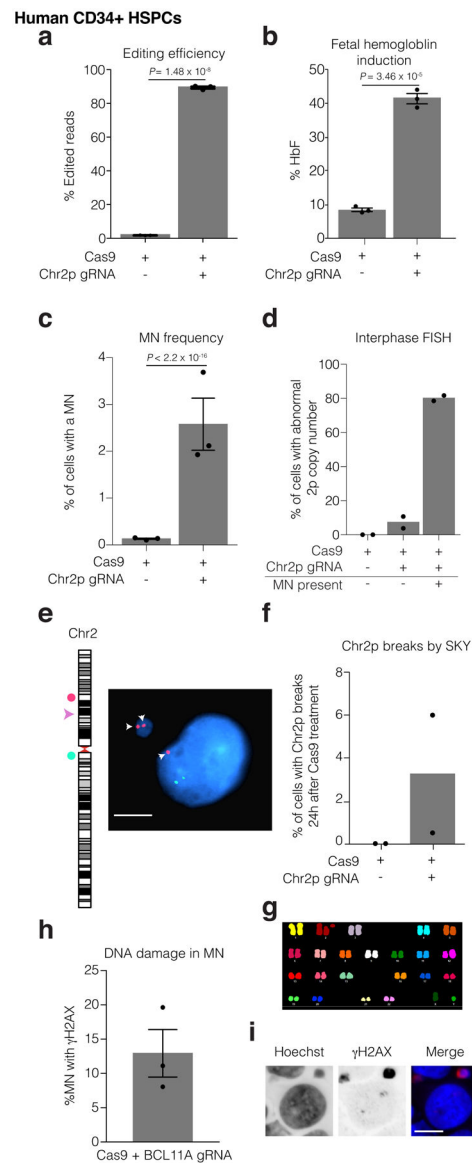 Human CD34+ HSPCs
a
Editing efficiency
P= 1.48 x 10-8
100
80
60
40
20
0
% Edited reads
Cas9 + +
Chr2p gRNA - +
b
Fetal hemogloblin
induction
P= 3.46 x 10-5
50
40
30
20
10
0
% HbF
Cas9 + +
Chr2p gRNA - +
c
MN frequency
P< 2.2 x 10-16
4
3
2
1
0
% of cells with a MN
Cas9 + +
Chr2p gRNA - +
d
Interphase FISH
100
80
60
40
20
0
% of cells with abnormal
2p copy number
Cas9 + + +
Chr2p gRNA - + +
MN present - - +
e
Chr2
f
Chr2p breaks by SKY
8
6
4
2
0
% of cells with Chr2p breaks
24h after Cas9 treatment
Cas9 + +
Chr2p gRNA - +
g
h
DNA damage in MN
25
20
15
10
5
0
%MN with γH2AX
Cas9 + BCL11A gRNA
i
Hoechst γH2AX Merge